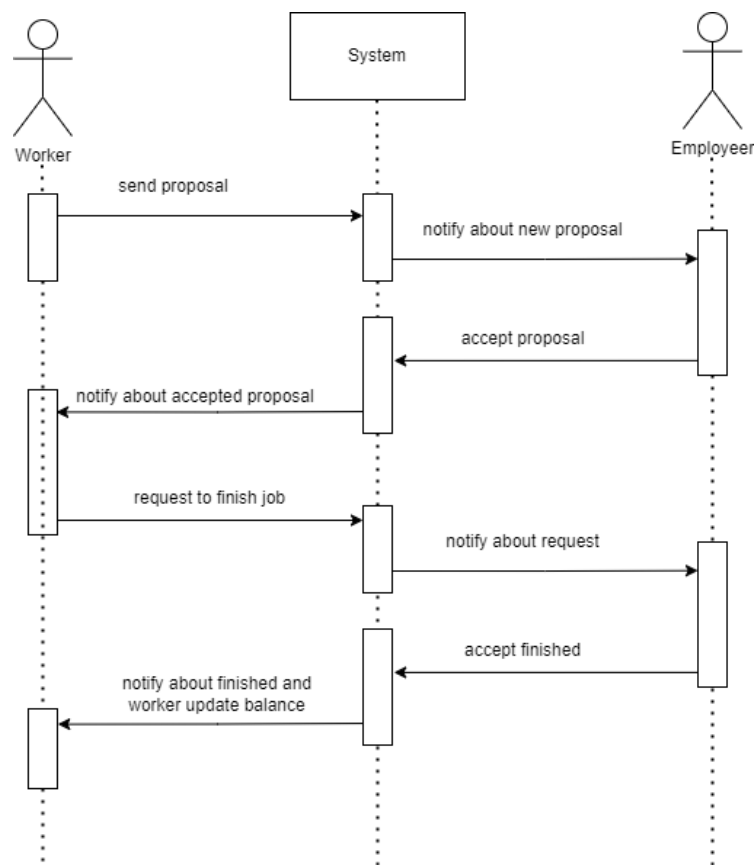 System
Worker
Employeer
send proposal
notify about new proposal
accept proposal
notify about accepted proposal
request to finish job
notify about request
accept finished
notify about finished and
worker update balance